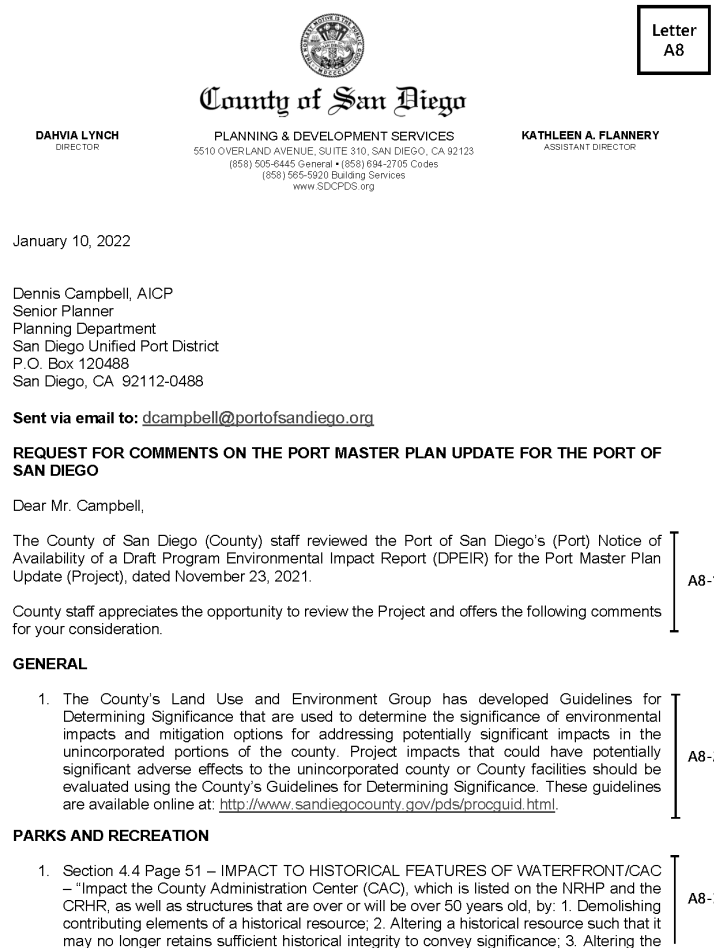 Letter
A8
THE NOBLEST MOTIVE IS THE PUBLIC GOOD
MDCCCLII
County of San Diego
DAHVIA LYNCH
DIRECTOR
PLANNING & DEVELOPMENT SERVICES
5510 OVERLAND AVENUE, SUITE 310, SAN DIEGO, CA 92123
(858) 505-6445 General ▪ (858) 694-2705 Codes
(858) 565-5920 Building Services
www.SDCPDS.org
KATHLEEN A. FLANNERY
ASSISTANT DIRECTOR
January 10, 2022
Dennis Campbell, AICP
Senior Planner
Planning Department
San Diego Unified Port District
P.O. Box 120488
San Diego, CA 92112-0488
Sent via email to: dcampbell@portofsandiego.org
REQUEST FOR COMMENTS ON THE PORT MASTER PLAN UPDATE FOR THE PORT OF
SAN DIEGO
Dear Mr. Campbell,
The County of San Diego (County) staff reviewed the Port of San Diego's (Port) Notice of
Availability of a Draft Program Environmental Impact Report (DPEIR) for the Port Master Plan
Update (Project), dated November 23, 2021.
A8-
County staff appreciates the opportunity to review the Project and offers the following comments
for your consideration.
GENERAL
1. The County's Land Use and Environment Group has developed Guidelines for
Determining Significance that are used to determine the significance of environmental
impacts and mitigation options for addressing potentially significant impacts in the
unincorporated portions of the county. Project impacts that could have potentially
significant adverse effects to the unincorporated county or County facilities should be
evaluated using the County's Guidelines for Determining Significance. These guidelines
are available online at: http://www.sandiegocounty.gov/pds/procguid.html.
A8-
PARKS AND RECREATION
1. Section 4.4 Page 51 – IMPACT TO HISTORICAL FEATURES OF WATERFRONT/CAC
– "Impact the County Administration Center (CAC), which is listed on the NRHP and the
CRHR, as well as structures that are over or will be over 50 years old, by: 1. Demolishing
contributing elements of a historical resource; 2. Altering a historical resource such that it
may no longer retains sufficient historical integrity to convey significance; 3. Altering the
A8-